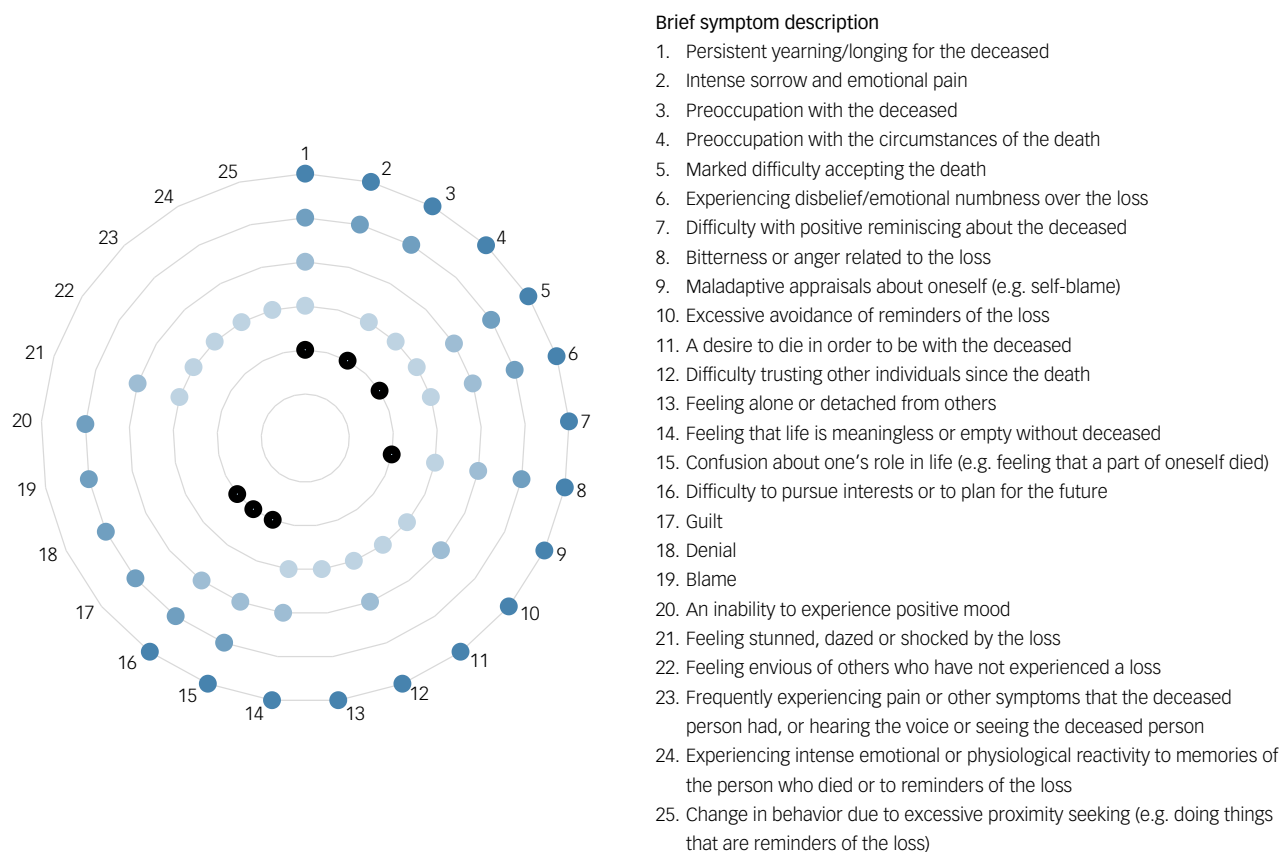 Brief symptom description
1. Persistent yearning/longing for the deceased
2. Intense sorrow and emotional pain
3. Preoccupation with the deceased
4. Preoccupation with the circumstances of the death
5. Marked difficulty accepting the death
6. Experiencing disbelief/emotional numbness over the loss
7. Difficulty with positive reminiscing about the deceased
8. Bitterness or anger related to the loss
9. Maladaptive appraisals about oneself (e.g. self-blame)
10. Excessive avoidance of reminders of the loss
11. A desire to die in order to be with the deceased
12. Difficulty trusting other individuals since the death
13. Feeling alone or detached from others
14. Feeling that life is meaningless or empty without deceased
15. Confusion about one's role in life (e.g. feeling that a part of oneself died)
16. Difficulty to pursue interests or to plan for the future
17. Guilt
18. Denial
19. Blame
20. An inability to experience positive mood
21. Feeling stunned, dazed or shocked by the loss
22. Feeling envious of others who have not experienced a loss
23. Frequently experiencing pain or other symptoms that the deceased
person had, or hearing the voice or seeing the deceased person
24. Experiencing intense emotional or physiological reactivity to memories of
the person who died or to reminders of the loss
25. Change in behavior due to excessive proximity seeking (e.g. doing things
that are reminders of the loss)
1
2
3
4
5
6
7
8
9
10
11
12
13
14
15
16
17
18
19
20
21
22
23
24
25